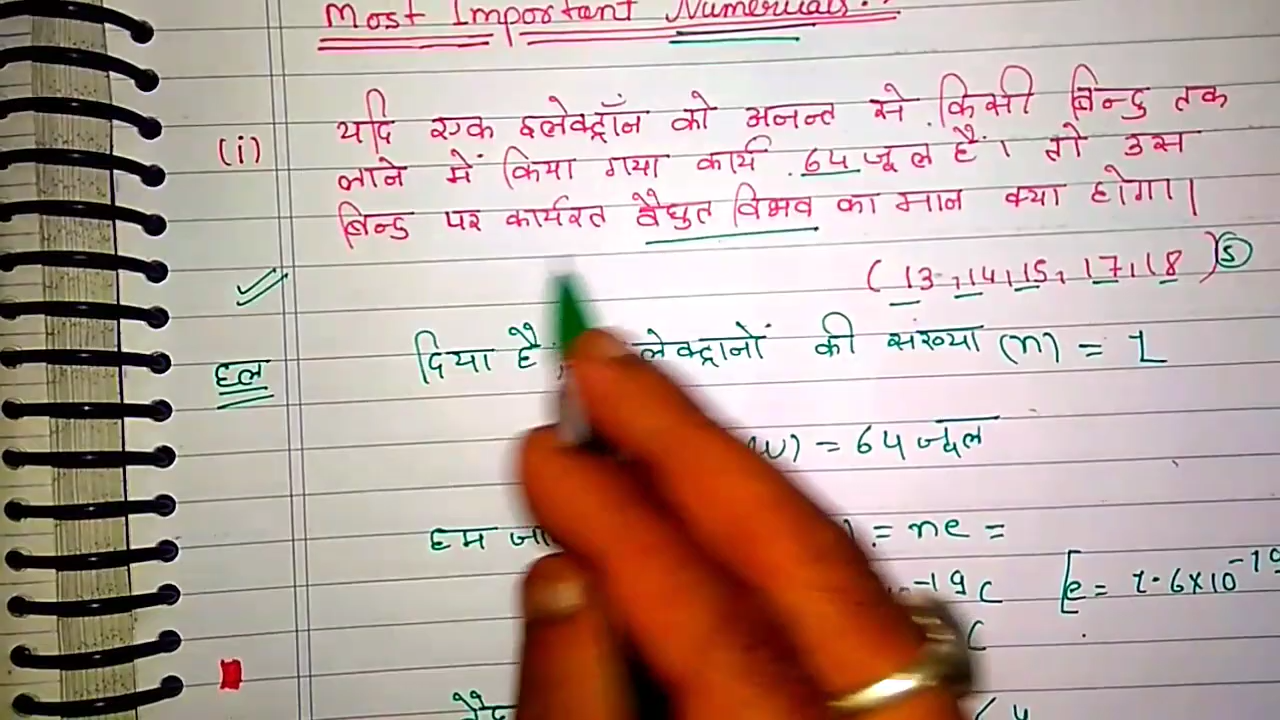 Most Important Numericals:
(i) यदि एक इलेक्ट्रॉन को अनन्त से किसी बिन्दु तक
लाने में किया गया कार्य 64 जूल है। तो उस
बिन्दु पर कार्यरत वैधुत विभव का मान क्या होगा।
(13, 14, 15, 17, 18) 5
हल दिया है लेक्ट्रानों की संख्या (n) = 1
(w) = 64 जूल
हम = ne =
-19 C [e = 1.6×10⁻¹⁹
C